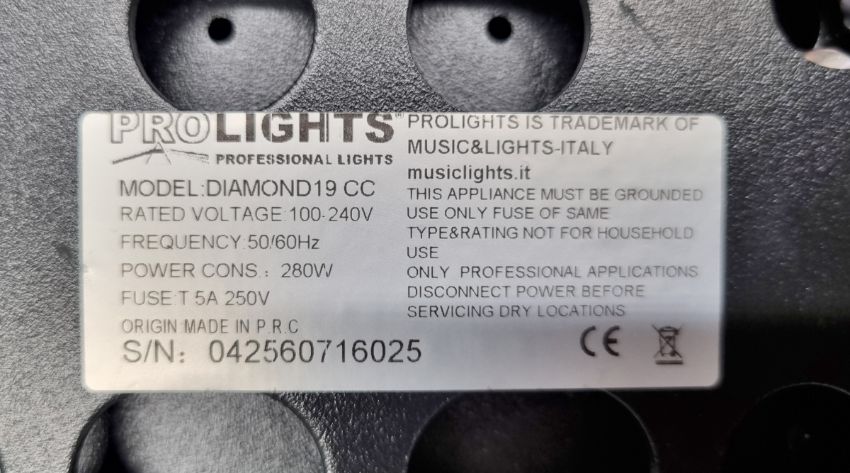 PROLIGHTS
PROFESSIONAL LIGHTS
MODEL:DIAMOND19 CC
RATED VOLTAGE:100-240V
FREQUENCY:50/60Hz
POWER CONS : 280W
FUSE:T 5A 250V
ORIGIN:MADE IN P.R.C
S/N: 042560716025
PROLIGHTS IS TRADEMARK OF
MUSIC&LIGHTS-ITALY
musiclights.it
THIS APPLIANCE MUST BE GROUNDED
USE ONLY FUSE OF SAME
TYPE&RATING NOT FOR HOUSEHOLD
USE
ONLY PROFESSIONAL APPLICATIONS
DISCONNECT POWER BEFORE
SERVICING DRY LOCATIONS
CE